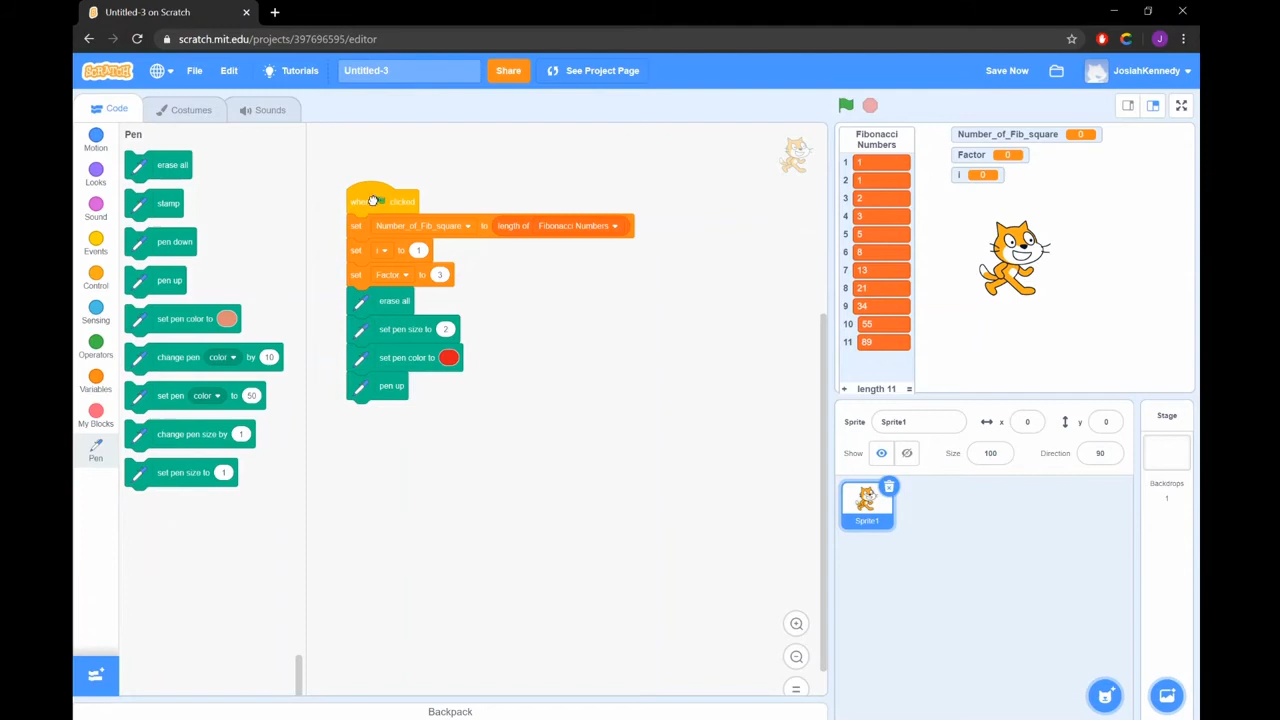 Untitled-3 on Scratch
scratch.mit.edu/projects/397696595/editor
J
SCRATCH
File
Edit
Tutorials
Untitled-3
Share
See Project Page
Save Now
JosiahKennedy
Code
Costumes
Sounds
Motion
Looks
Sound
Events
Control
Sensing
Operators
Variables
My Blocks
Pen
Pen
erase all
stamp
pen down
pen up
set pen color to
change pen color by 10
set pen color to 50
change pen size by 1
set pen size to 1
when clicked
set Number_of_Fib_square to length of Fibonacci Numbers
set i to 1
set Factor to 3
erase all
set pen size to 2
set pen color to
pen up
Fibonacci
Numbers
1 1
2 1
3 2
4 3
5 5
6 8
7 13
8 21
9 34
10 55
11 89
+ length 11 =
Number_of_Fib_square 0
Factor 0
i 0
Sprite Sprite1 x 0 y 0
Show Size 100 Direction 90
Sprite1
Stage
Backdrops
1
Backpack